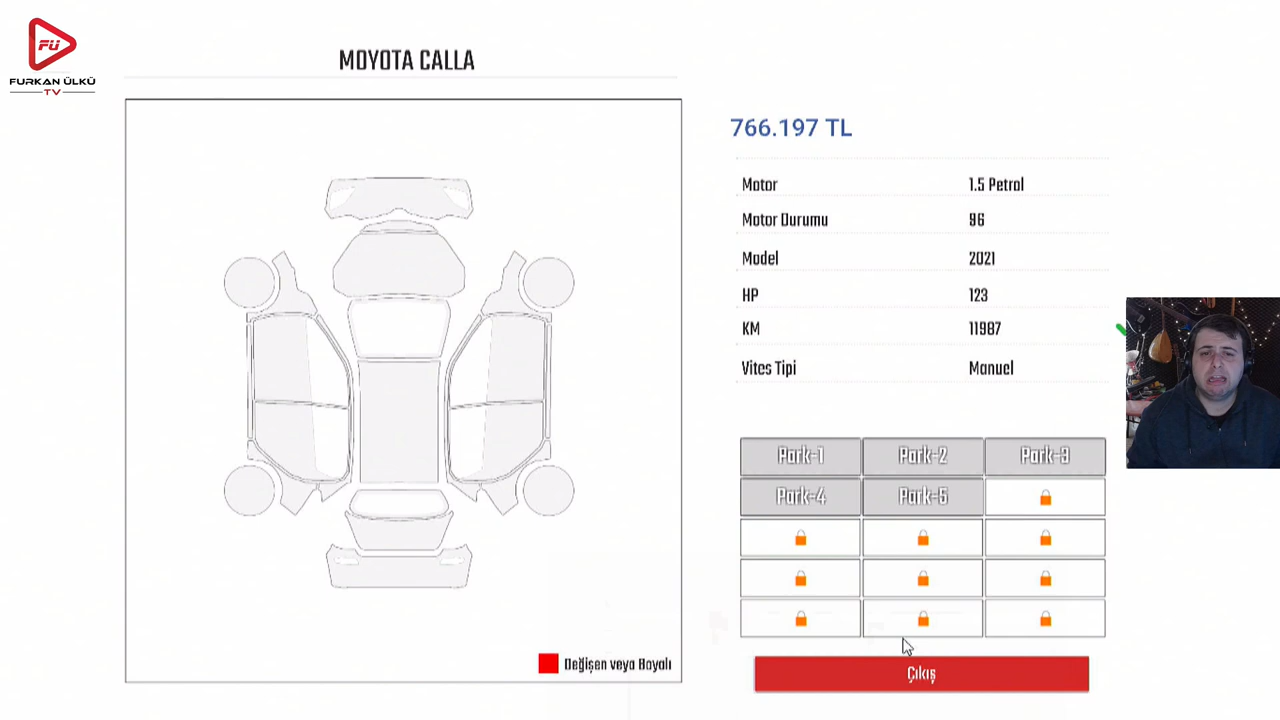 FU
FURKAN ÜLKÜ
TV
MOYOTA CALLA
766.197 TL
Motor 1.5 Petrol
Motor Durumu 96
Model 2021
HP 123
KM 11987
Vites Tipi Manuel
Park-1 Park-2 Park-3
Park-4 Park-5
Değişen veya Boyalı
Çıkış